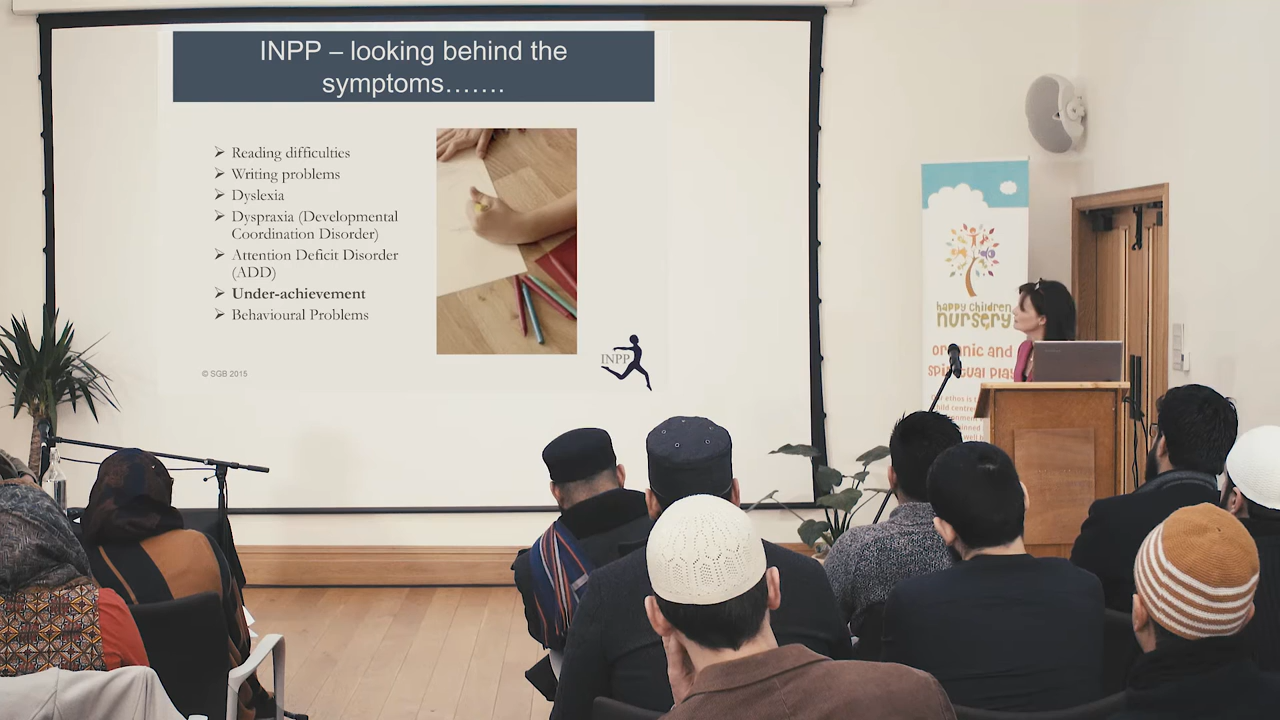 INPP – looking behind the
symptoms…….
➢ Reading difficulties
➢ Writing problems
➢ Dyslexia
➢ Dyspraxia (Developmental
Coordination Disorder)
➢ Attention Deficit Disorder
(ADD)
➢ Under-achievement
➢ Behavioural Problems
INPP
© SGB 2015
happy children
nursery
organic and
play